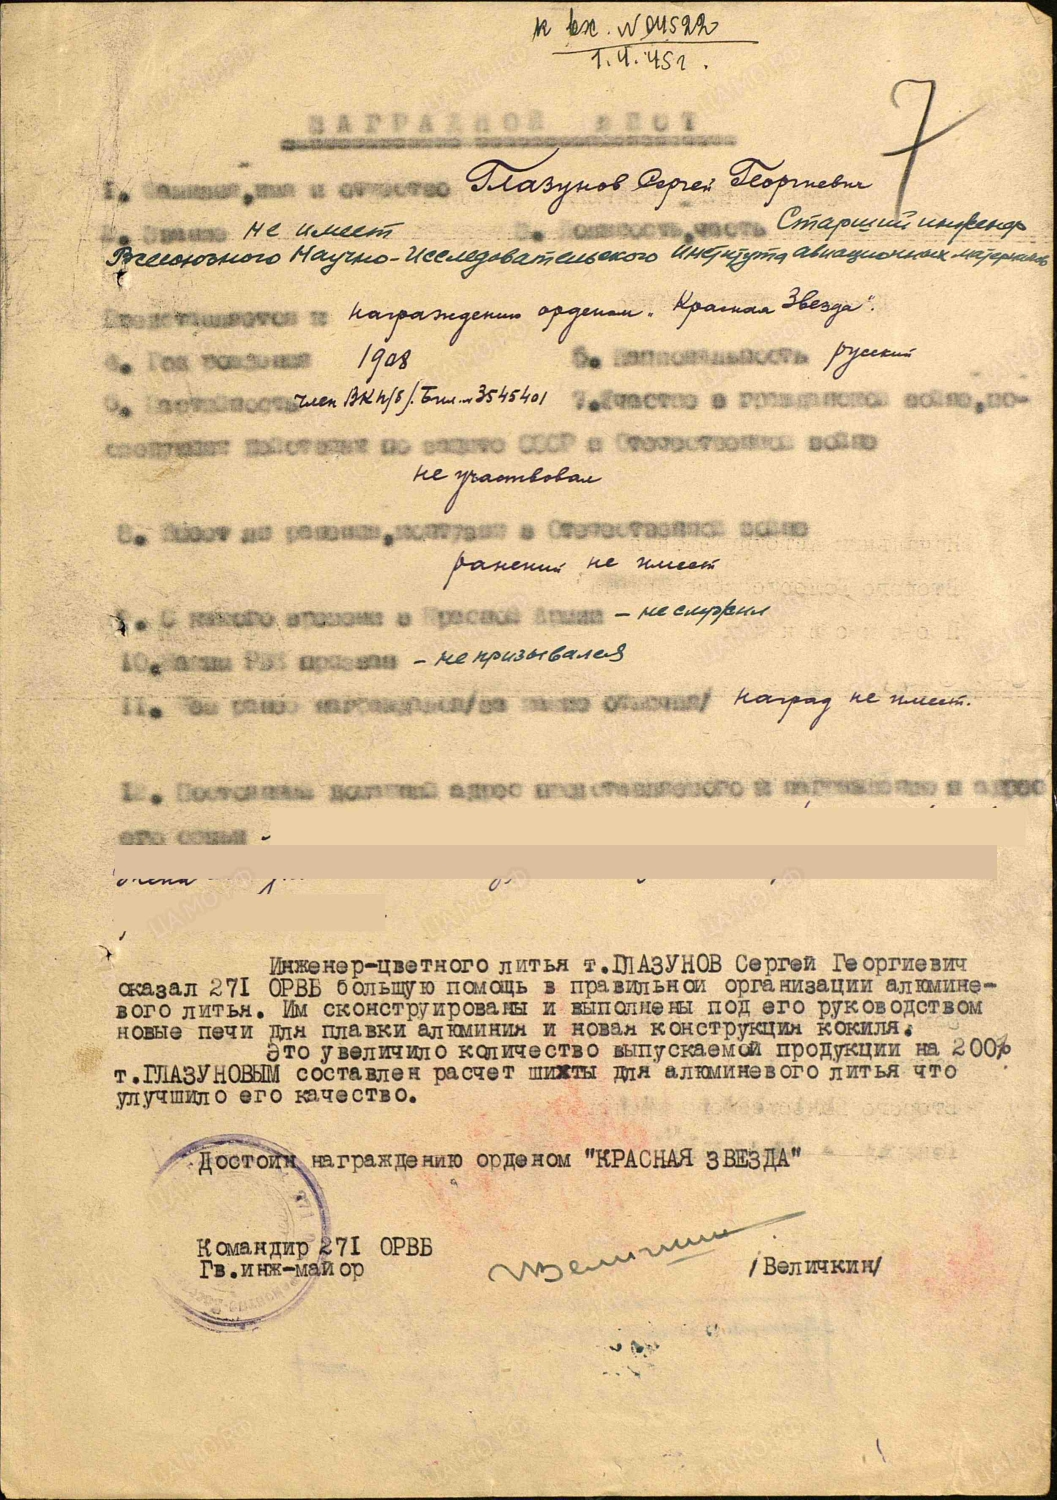 к вх. № 04522
1.4.45г.
7
НАГРАДНОЙ ЛИСТ
1. Фамилия,имя и отчество Глазунов Сергей Георгиевич
2. Звание не имеет 3. Должность,часть Старший инженер
Всесоюзного Научно-Исследовательского Института авиационных материалов
Представляется к награждению орденом „Красная Звезда".
4. Год рождения 1908 5. Национальность русский
6. Партийность член ВКП/б/. Бил. № 3545401 7.Участие в гражданской войне,по-
следующих действиях по защите СССР и Отечественной войне
не участвовал
8. Имеет ли ранения,контузии в Отечественной войне
ранений не имеет
9. С какого времени в Красной Армии – не служил
10. Каким РВК призван – не призывался
11. Чем ранее награжден/за какие отличия/ наград не имеет.
12. Постоянный домашний адрес представляемого к награждению и адрес
его семьи
Инженер-цветного литья т.ГЛАЗУНОВ Сергей Георгиевич
оказал 271 ОРВБ большую помощь в правильной организации алюмине-
вого литья. Им сконструированы и выполнены под его руководством
новые печи для плавки алюминия и новая конструкция кокиля.
Это увеличило количество выпускаемой продукции на 200%
т.ГЛАЗУНОВЫМ составлен расчет шихты для алюминевого литья что
улучшило его качество.
Достоин награждению орденом "КРАСНАЯ ЗВЕЗДА"
Командир 271 ОРВБ
Гв.инж-майор /Величкин/